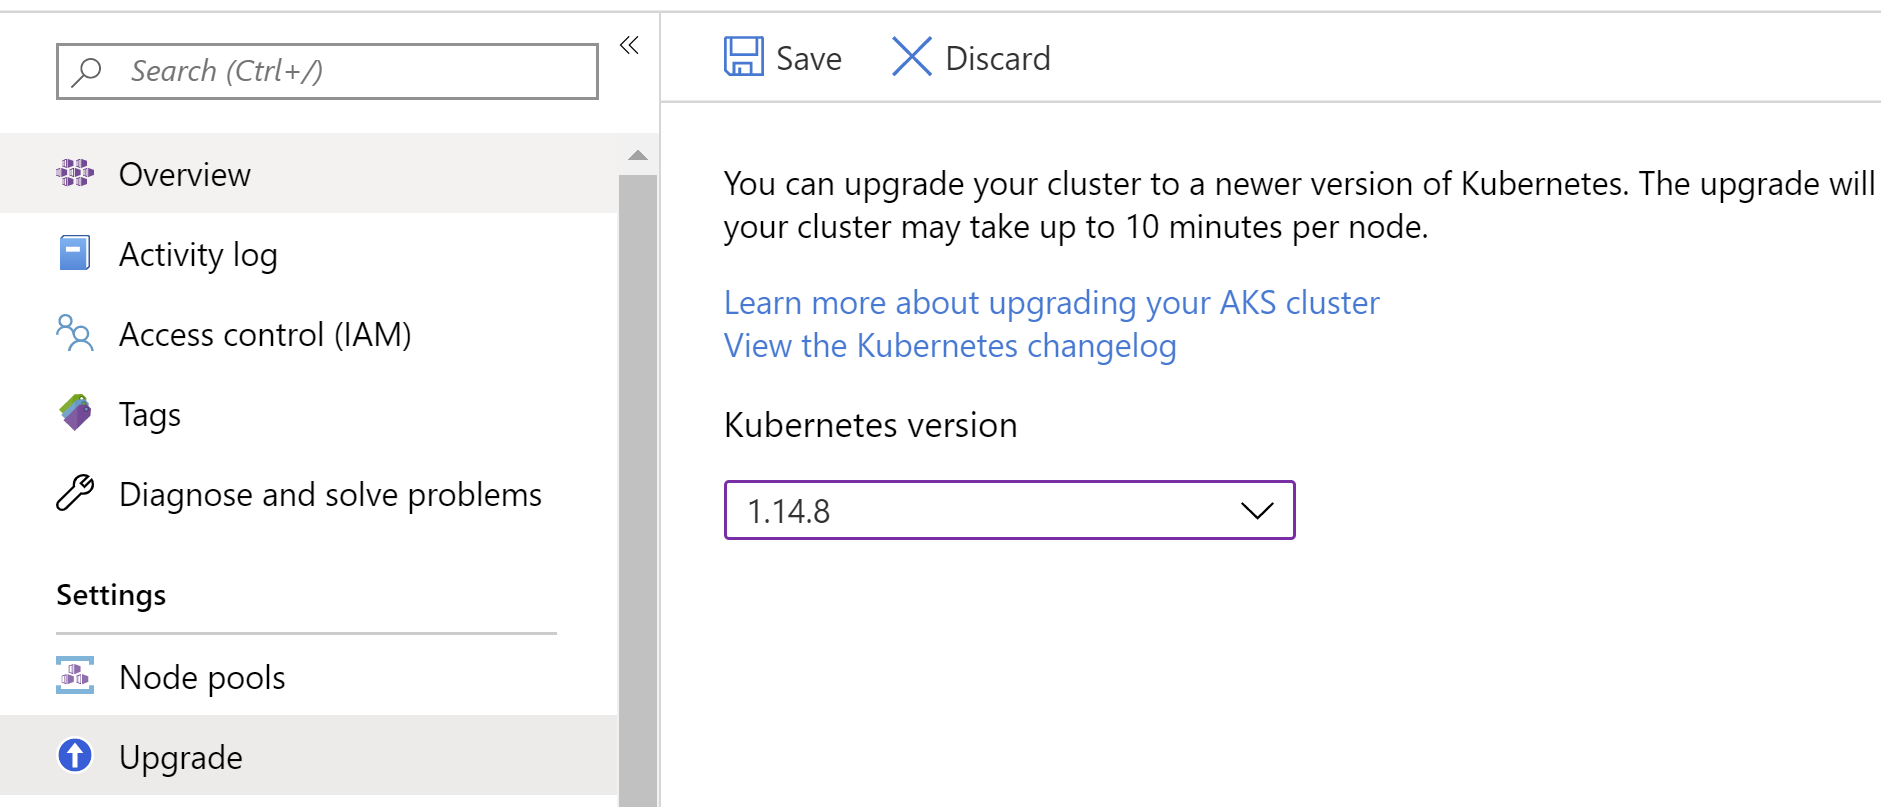 Search (Ctrl+/)
Overview
Activity log
Access control (IAM)
Tags
Diagnose and solve problems
Settings
Node pools
Upgrade
Save
Discard
You can upgrade your cluster to a newer version of Kubernetes. The upgrade will
your cluster may take up to 10 minutes per node.
Learn more about upgrading your AKS cluster
View the Kubernetes changelog
Kubernetes version
1.14.8